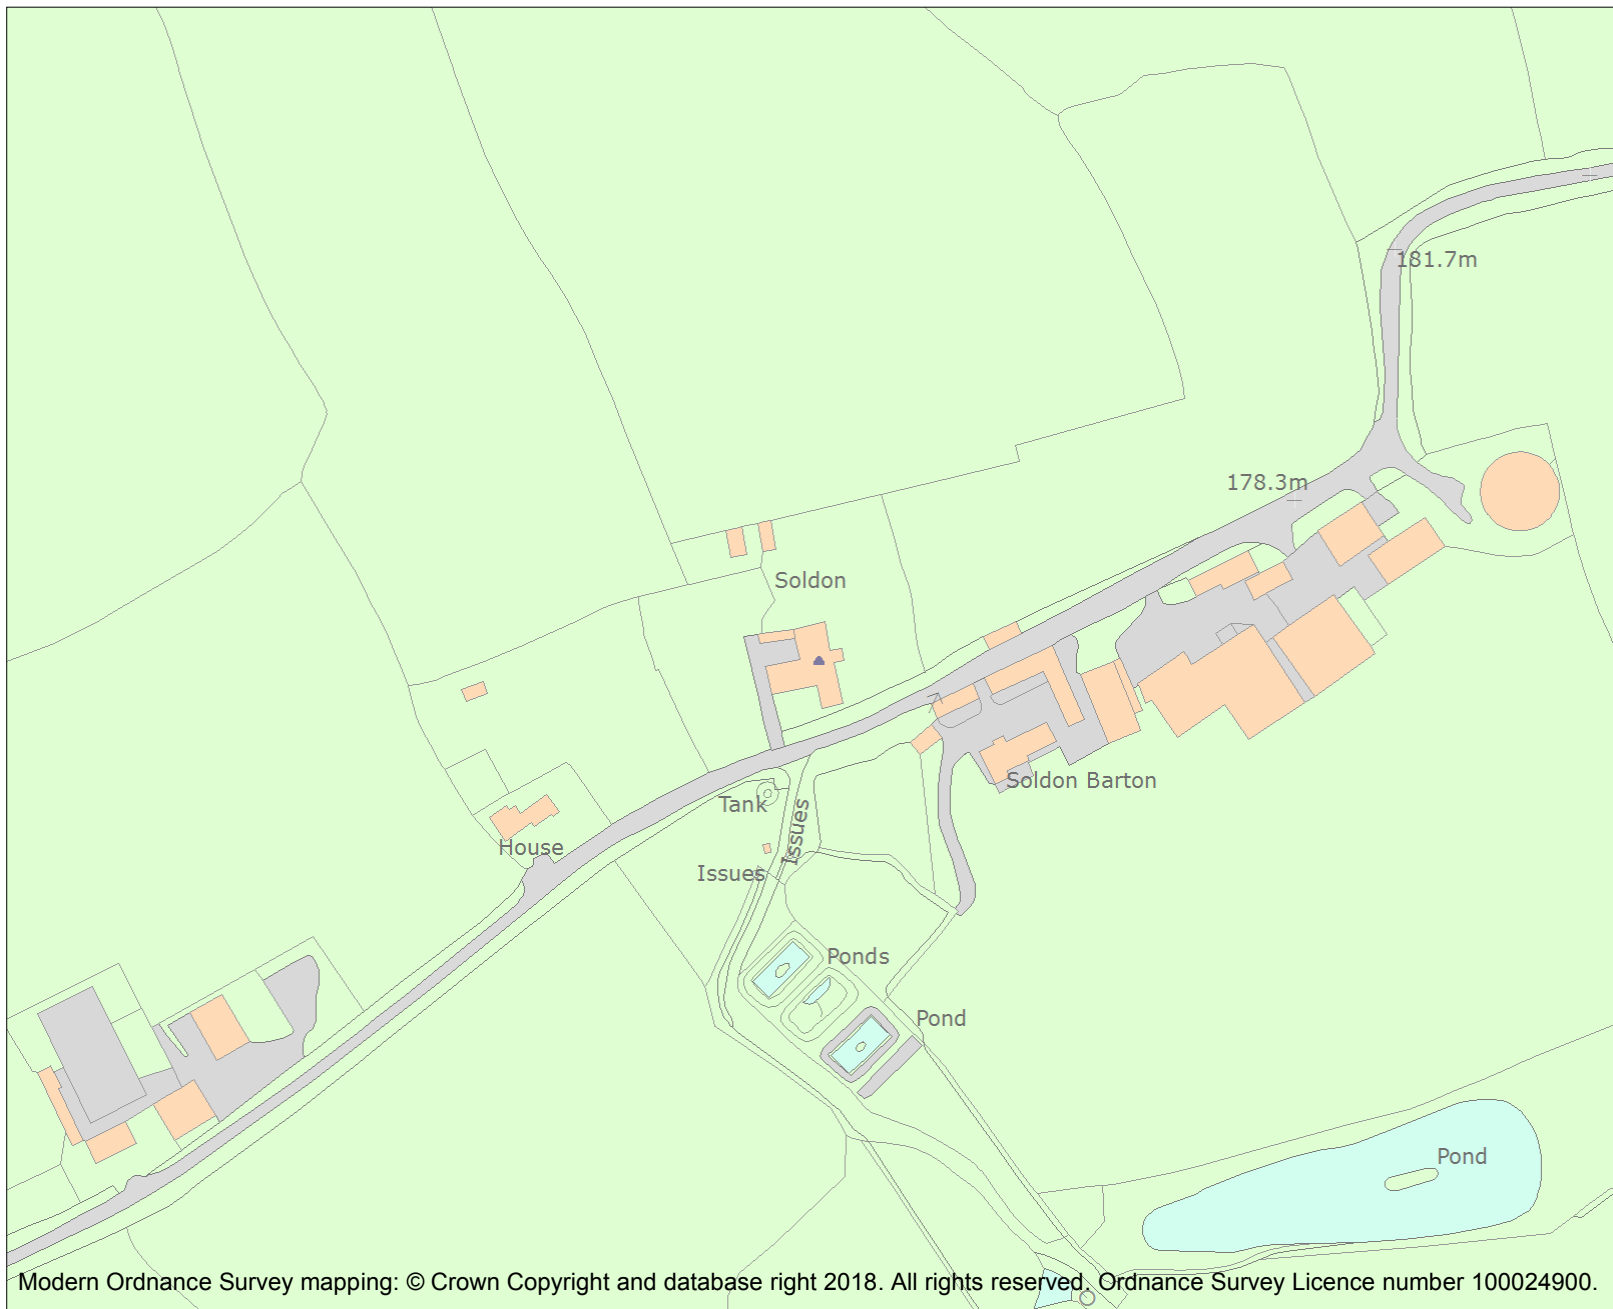 181.7m
178.3m
Soldon
Soldon Barton
Tank
Issues
House
Issues
Ponds
Pond
Pond
Modern Ordnance Survey mapping: © Crown Copyright and database right 2018. All rights reserved. Ordnance Survey Licence number 100024900.